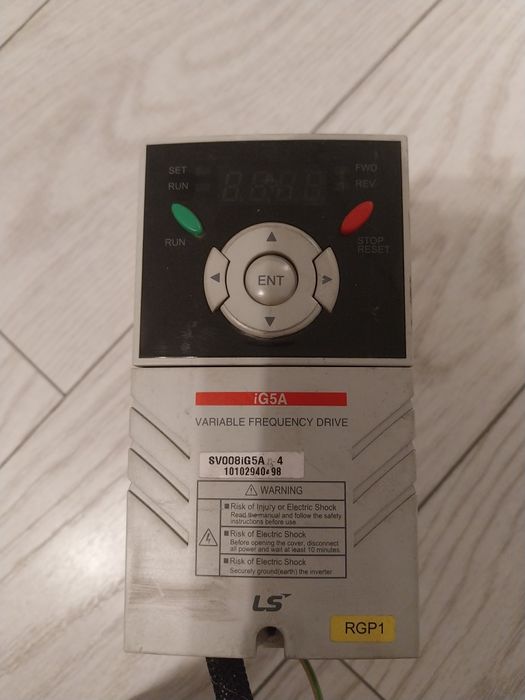 SET
RUN
FWD
REV
RUN
STOP
RESET
ENT
iG5A
VARIABLE FREQUENCY DRIVE
SV008iG5A -4
WARNING
Risk of Injury or Electric Shock
Read the manual and follow the safety
instructions before use
Risk of Electric Shock
Before opening the cover, disconnect
all power and wait at least 10 minutes.
Risk of Electric Shock
Securely ground(earth) the inverter
LS
RGP1